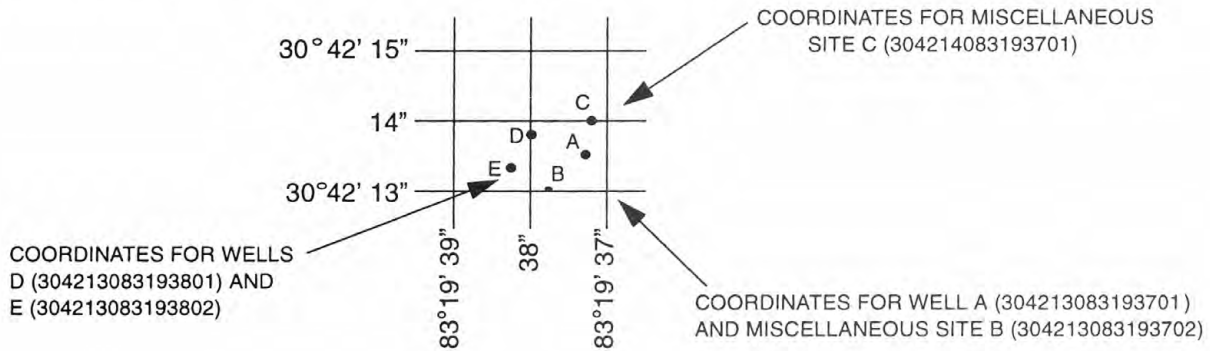 COORDINATES FOR MISCELLANEOUS
SITE C (304214083193701)
30°42' 15"
14"
30°42' 13"
C
D
A
E
B
83°19' 39"
38"
83°19' 37"
COORDINATES FOR WELLS
D (304213083193801) AND
E (304213083193802)
COORDINATES FOR WELL A (304213083193701)
AND MISCELLANEOUS SITE B (304213083193702)